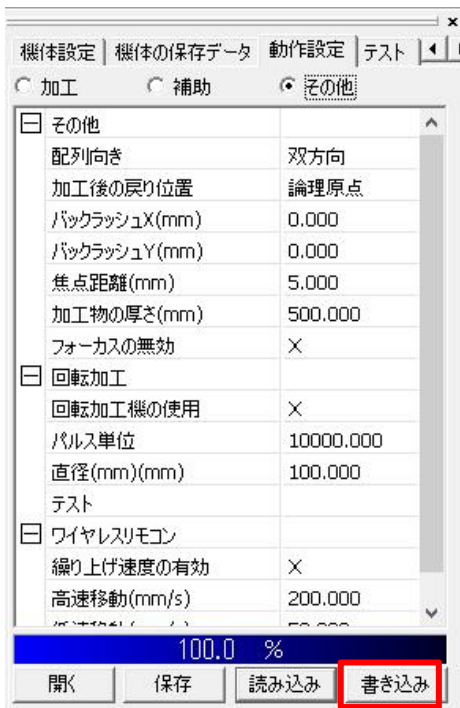 機体設定 機体の保存データ 動作設定 テスト
加工 補助 その他
その他
配列向き 双方向
加工後の戻り位置 論理原点
バックラッシュX(mm) 0.000
バックラッシュY(mm) 0.000
焦点距離(mm) 5.000
加工物の厚さ(mm) 500.000
フォーカスの無効 X
回転加工
回転加工機の使用 X
パルス単位 10000.000
直径(mm)(mm) 100.000
テスト
ワイヤレスリモコン
繰り上げ速度の有効 X
高速移動(mm/s) 200.000
100.0 %
開く 保存 読み込み 書き込み